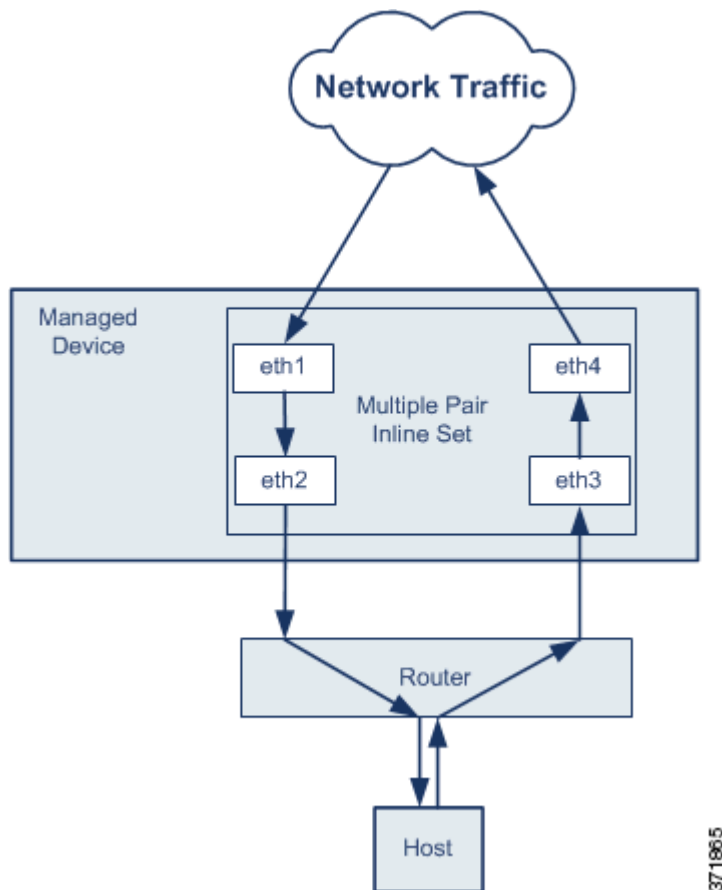 Network Traffic
Managed
Device
eth1
eth4
Multiple Pair
Inline Set
eth2
eth3
Router
Host
371865